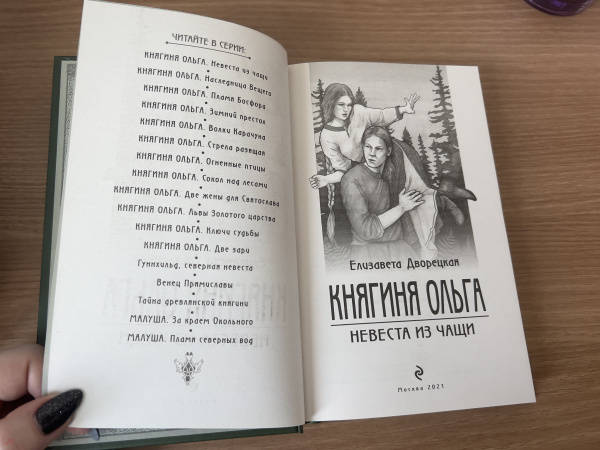 ЧИТАЙТЕ В СЕРИИ:
КНЯГИНЯ ОЛЬГА. Невеста из чащи
КНЯГИНЯ ОЛЬГА. Наследница Вещего
КНЯГИНЯ ОЛЬГА. Пламя Босфора
КНЯГИНЯ ОЛЬГА. Зимний престол
КНЯГИНЯ ОЛЬГА. Волки Карачуна
КНЯГИНЯ ОЛЬГА. Стрела разящая
КНЯГИНЯ ОЛЬГА. Огненные птицы
КНЯГИНЯ ОЛЬГА. Сокол над лесами
КНЯГИНЯ ОЛЬГА. Две жены для Святослава
КНЯГИНЯ ОЛЬГА. Львы Золотого царства
КНЯГИНЯ ОЛЬГА. Ключи судьбы
КНЯГИНЯ ОЛЬГА. Две зари
Гуннхильд, северная невеста
Венец Прямиславы
Тайна древлянской княгини
МАЛУША. За краем Окольного
МАЛУША. Пламя северных вод
Елизавета Дворецкая
КНЯГИНЯ ОЛЬГА
НЕВЕСТА ИЗ ЧАЩИ
Москва 2021